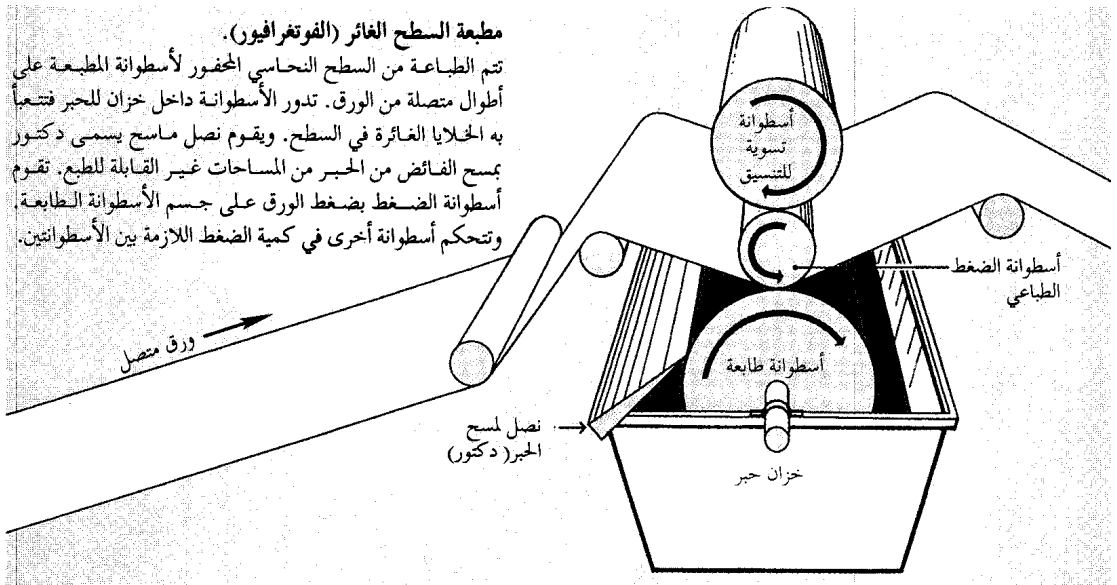 مطبعة السطح الغائر (الفوتغرافيور).
تتم الطباعة من السطح النحاسي المحفور لأسطوانة المطبعة على
أطوال متصلة من الورق. تدور الأسطوانة داخل خزان للحبر فتتعبأ
به الخلايا الغائرة في السطح. ويقوم نصل ماسح يسمى دكتور
بمسح الفائض من الحبر من المساحات غير القابلة للطبع. تقوم
أسطوانة الضغط بضغط الورق على جسم الأسطوانة الطابعة.
وتتحكم أسطوانة أخرى في كمية الضغط اللازمة بين الأسطوانتين.
أسطوانة
تسوية
للتنسيق
أسطوانة الضغط
الطباعي
ورق متصل
أسطوانة طابعة
نصل لمسح
الحبر (دكتور)
خزان حبر